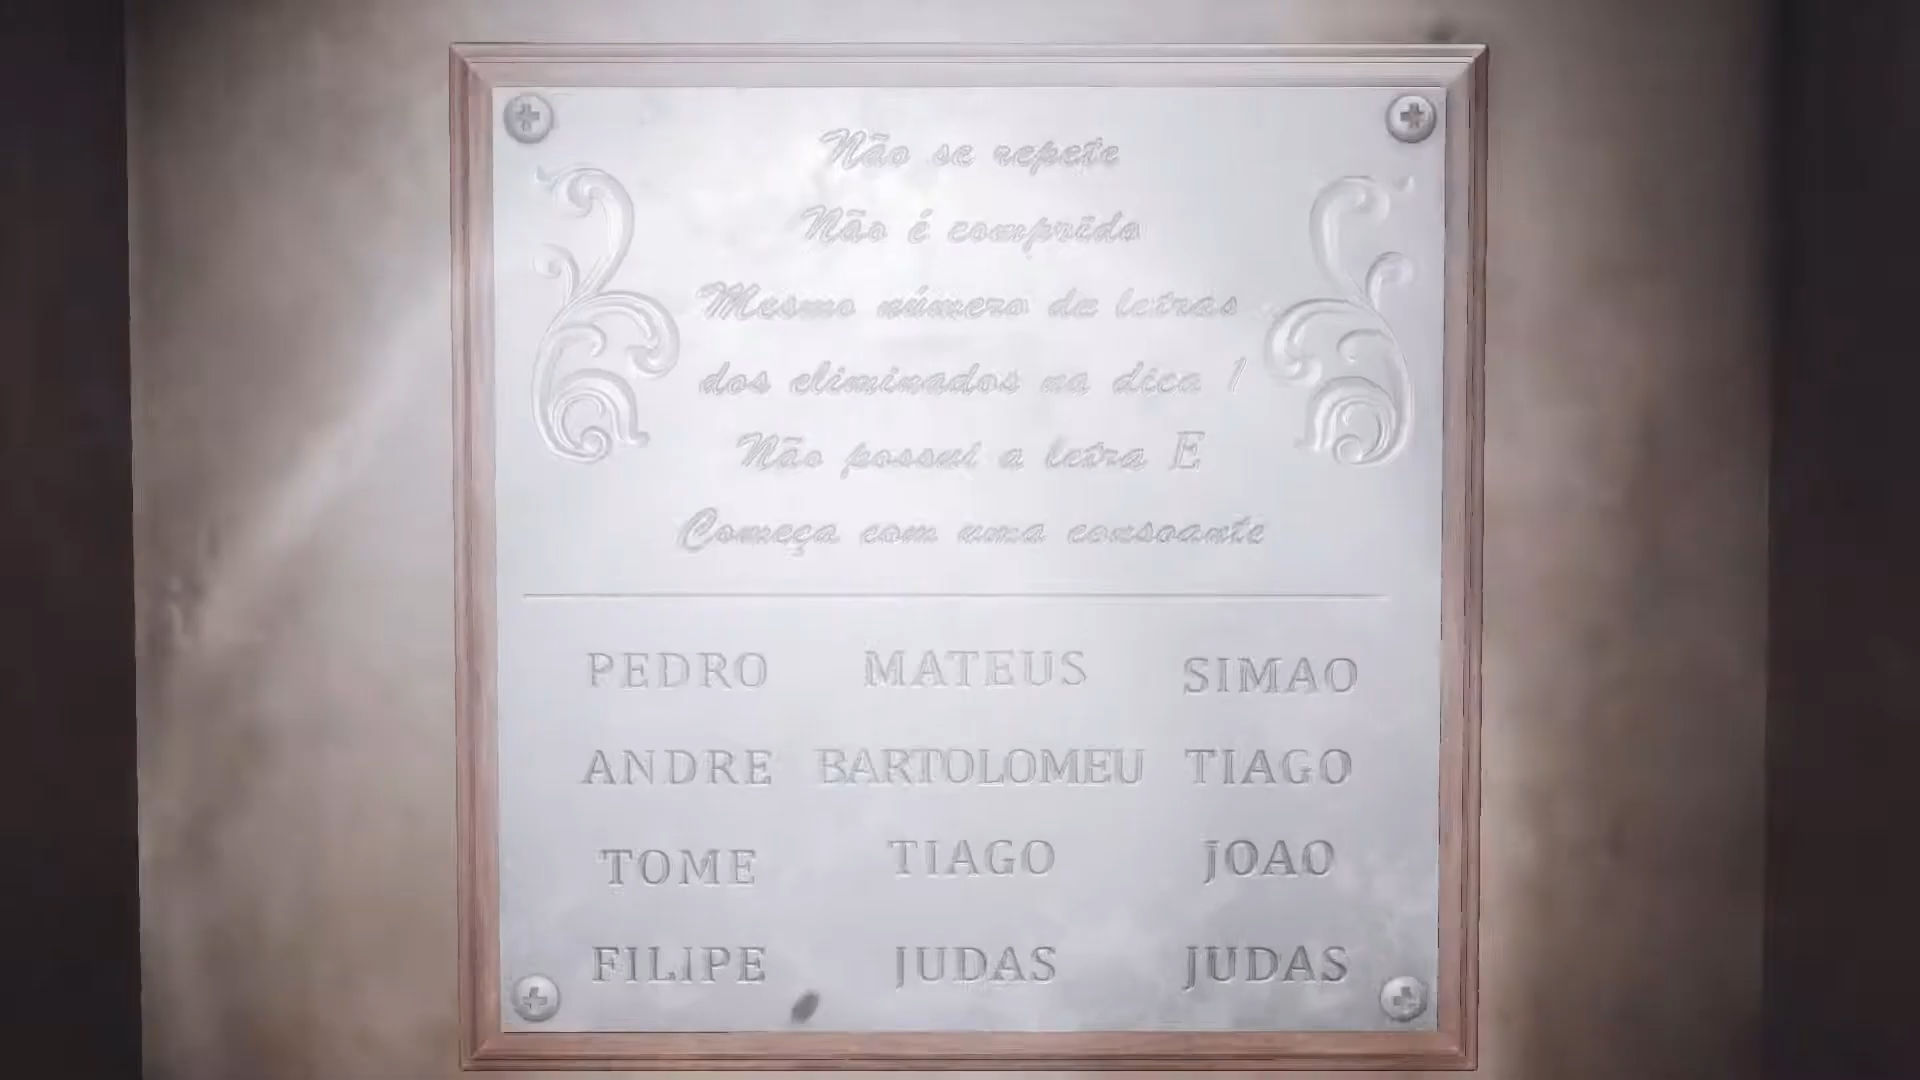 Não se repete
Não é comprido
Mesmo número de letras
dos eliminados na dica 1
Não possui a letra E
Começa com uma consoante
PEDRO MATEUS SIMAO
ANDRE BARTOLOMEU TIAGO
TOME TIAGO JOAO
FILIPE JUDAS JUDAS